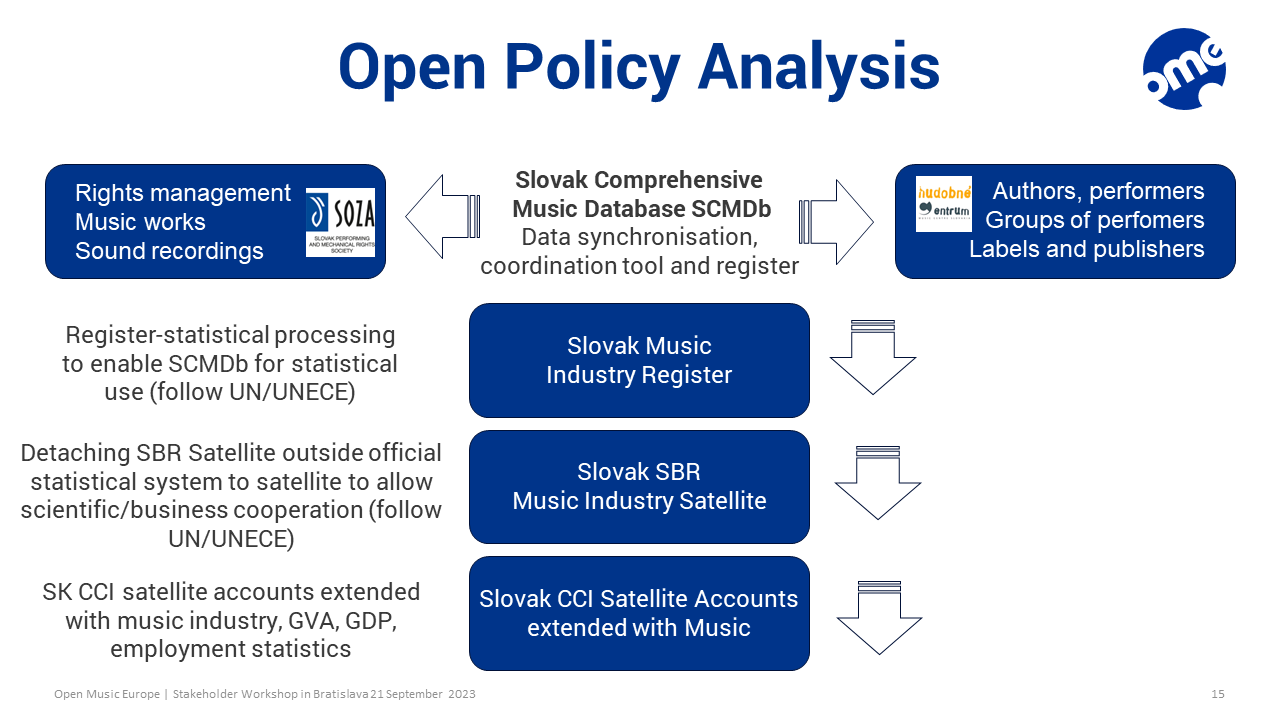 Open Policy Analysis
ome
Rights management
Music works
Sound recordings
SOZA
SLOVAK PERFORMING
AND MECHANICAL RIGHTS
SOCIETY
Slovak Comprehensive
Music Database SCMDb
Data synchronisation,
coordination tool and register
hudobné
centrum
MUSIC CENTRE SLOVAKIA
Authors, performers
Groups of perfomers
Labels and publishers
Register-statistical processing
to enable SCMDb for statistical
use (follow UN/UNECE)
Slovak Music
Industry Register
Detaching SBR Satellite outside official
statistical system to satellite to allow
scientific/business cooperation (follow
UN/UNECE)
Slovak SBR
Music Industry Satellite
SK CCI satellite accounts extended
with music industry, GVA, GDP,
employment statistics
Slovak CCI Satellite Accounts
extended with Music
Open Music Europe | Stakeholder Workshop in Bratislava 21 September 2023
15